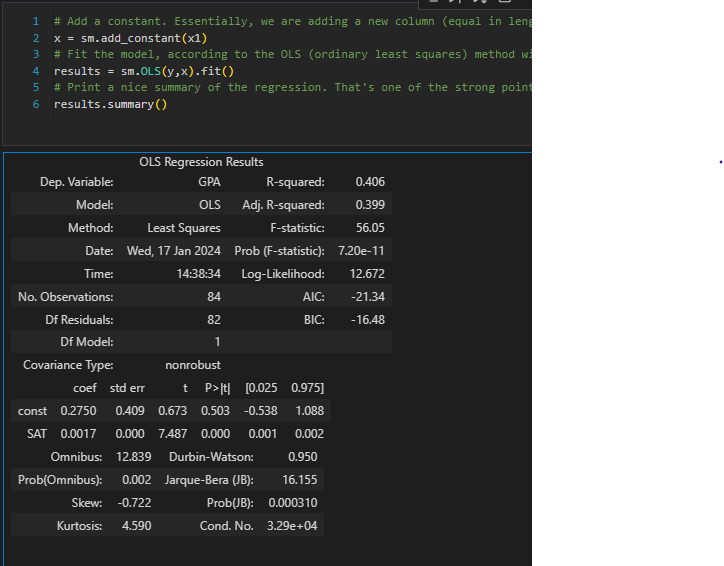 1 # Add a constant. Essentially, we are adding a new column (equal in leng
2 x = sm.add_constant(x1)
3 # Fit the model, according to the OLS (ordinary least squares) method wi
4 results = sm.OLS(y,x).fit()
5 # Print a nice summary of the regression. That's one of the strong point
6 results.summary()
OLS Regression Results
Dep. Variable: GPA R-squared: 0.406
Model: OLS Adj. R-squared: 0.399
Method: Least Squares F-statistic: 56.05
Date: Wed, 17 Jan 2024 Prob (F-statistic): 7.20e-11
Time: 14:38:34 Log-Likelihood: 12.672
No. Observations: 84 AIC: -21.34
Df Residuals: 82 BIC: -16.48
Df Model: 1
Covariance Type: nonrobust
coef std err t P>|t| [0.025 0.975]
const 0.2750 0.409 0.673 0.503 -0.538 1.088
SAT 0.0017 0.000 7.487 0.000 0.001 0.002
Omnibus: 12.839 Durbin-Watson: 0.950
Prob(Omnibus): 0.002 Jarque-Bera (JB): 16.155
Skew: -0.722 Prob(JB): 0.000310
Kurtosis: 4.590 Cond. No. 3.29e+04